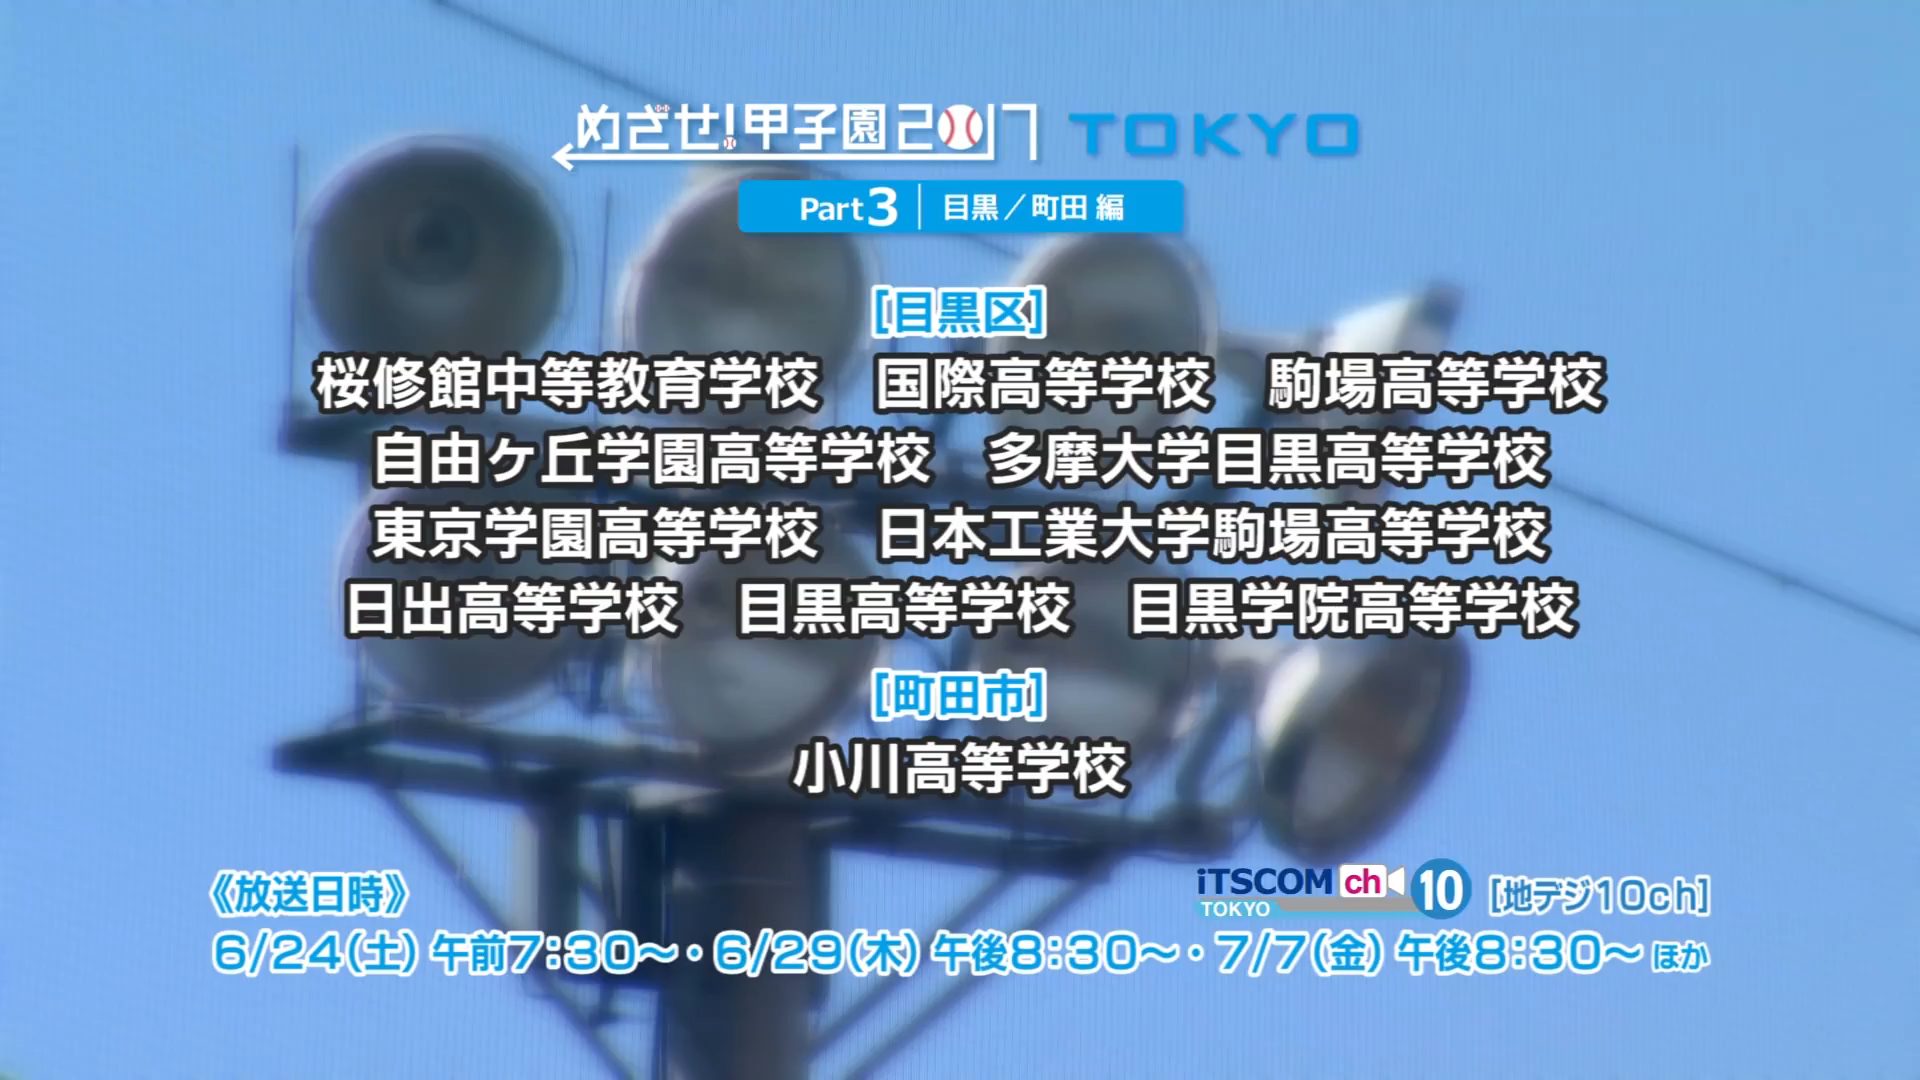 めざせ!甲子園2017 TOKYO
Part3 目黒／町田 編
[目黒区]
桜修館中等教育学校　国際高等学校　駒場高等学校
自由ヶ丘学園高等学校　多摩大学目黒高等学校
東京学園高等学校　日本工業大学駒場高等学校
日出高等学校　目黒高等学校　目黒学院高等学校
[町田市]
小川高等学校
《放送日時》
iTSCOM ch 10 [地デジ10ch]
TOKYO
6/24(土) 午前7:30〜・6/29(木) 午後8:30〜・7/7(金) 午後8:30〜 ほか